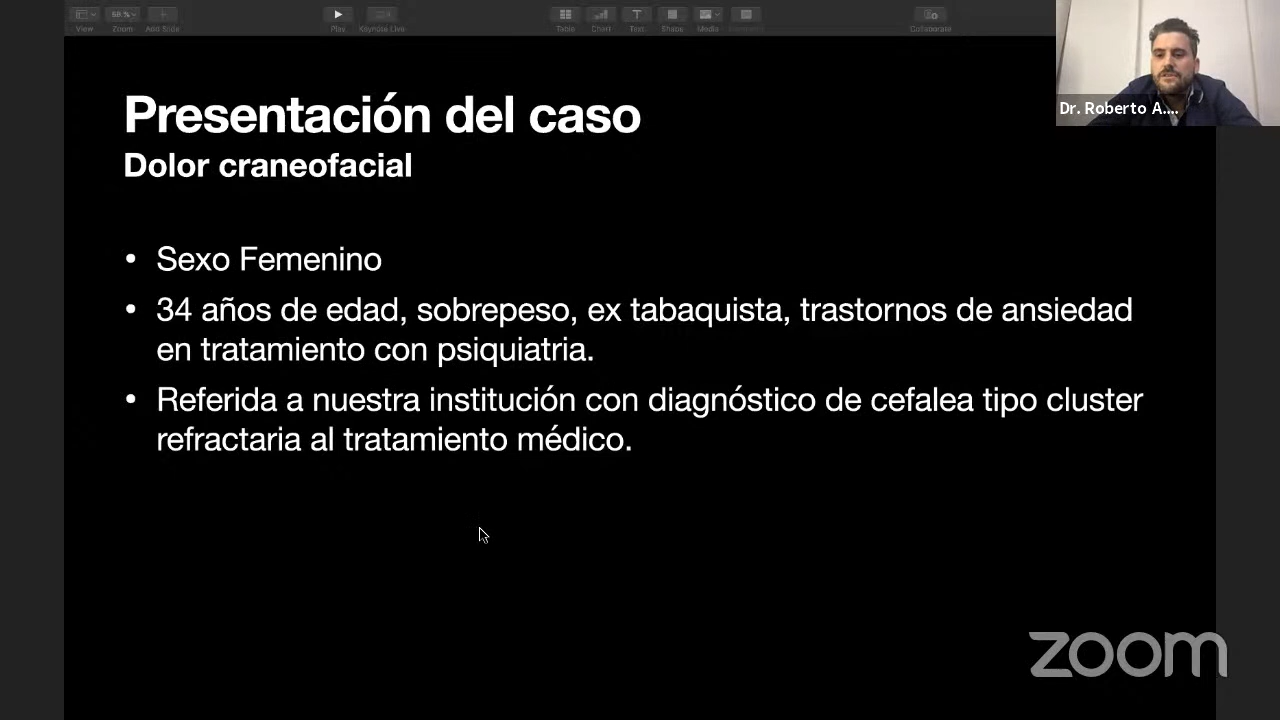 68%
View
Zoom
Add Slide
Play
Keynote Live
Table
Chart
Text
Shape
Media
Collaborate
Dr. Roberto A....
Presentación del caso
Dolor craneofacial
• Sexo Femenino
• 34 años de edad, sobrepeso, ex tabaquista, trastornos de ansiedad
en tratamiento con psiquiatria.
• Referida a nuestra institución con diagnóstico de cefalea tipo cluster
refractaria al tratamiento médico.
zoom